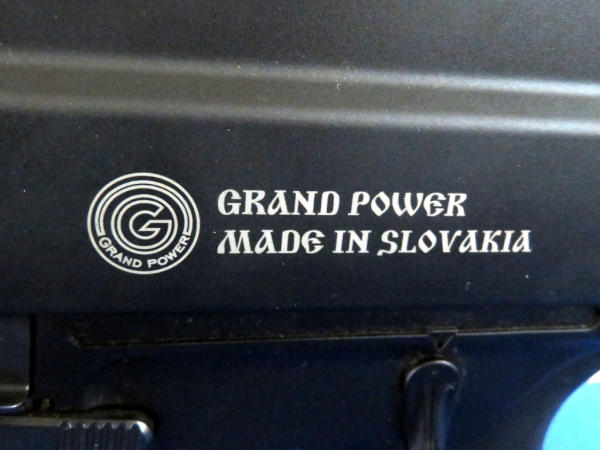 G
GRAND POWER
GRAND POWER
MADE IN SLOVAKIA